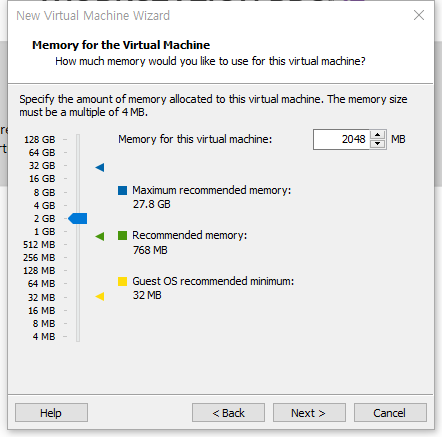 New Virtual Machine Wizard
Memory for the Virtual Machine
How much memory would you like to use for this virtual machine?
Specify the amount of memory allocated to this virtual machine. The memory size
must be a multiple of 4 MB.
Memory for this virtual machine: 2048 MB
128 GB
64 GB
32 GB
16 GB
8 GB
4 GB
2 GB
1 GB
512 MB
256 MB
128 MB
64 MB
32 MB
16 MB
8 MB
4 MB
Maximum recommended memory:
27.8 GB
Recommended memory:
768 MB
Guest OS recommended minimum:
32 MB
Help
< Back
Next >
Cancel